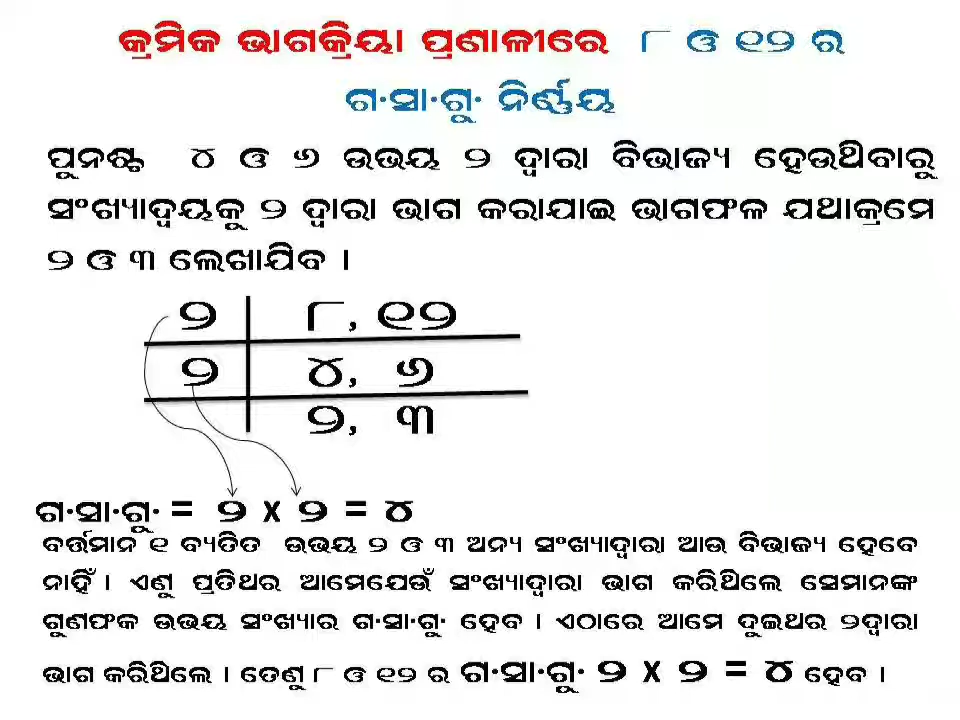 କ୍ରମିକ ଭାଗକ୍ରିୟା ପ୍ରଣାଳୀରେ ୮ ଓ ୧୨ ର
ଗ·ସା·ଗୁ· ନିର୍ଣ୍ଣୟ
ପୁନଶ୍ଚ ୪ ଓ ୬ ଉଭୟ ୨ ଦ୍ୱାରା ବିଭାଜ୍ୟ ହେଉଥିବାରୁ
ସଂଖ୍ୟାଦ୍ୱୟକୁ ୨ ଦ୍ୱାରା ଭାଗ କରାଯାଇ ଭାଗଫଳ ଯଥାକ୍ରମେ
୨ ଓ ୩ ଲେଖାଯିବ ।
୨ ୮, ୧୨
୨ ୪, ୬
୨, ୩
ଗ·ସା·ଗୁ· = ୨ x ୨ = ୪
ବର୍ତ୍ତମାନ ୧ ବ୍ୟତିତ ଉଭୟ ୨ ଓ ୩ ଅନ୍ୟ ସଂଖ୍ୟାଦ୍ୱାରା ଆଉ ବିଭାଜ୍ୟ ହେବେ
ନାହିଁ । ଏଣୁ ପ୍ରତିଥର ଆମେଯେଉଁ ସଂଖ୍ୟାଦ୍ୱାରା ଭାଗ କରିଥିଲେ ସେମାନଙ୍କ
ଗୁଣଫଳ ଉଭୟ ସଂଖ୍ୟାର ଗ·ସା·ଗୁ· ହେବ । ଏଠାରେ ଆମେ ଦୁଇଥର ୨ଦ୍ୱାରା
ଭାଗ କରିଥିଲେ । ତେଣୁ ୮ ଓ ୧୨ ର ଗ·ସା·ଗୁ· ୨ x ୨ = ୪ ହେବ ।